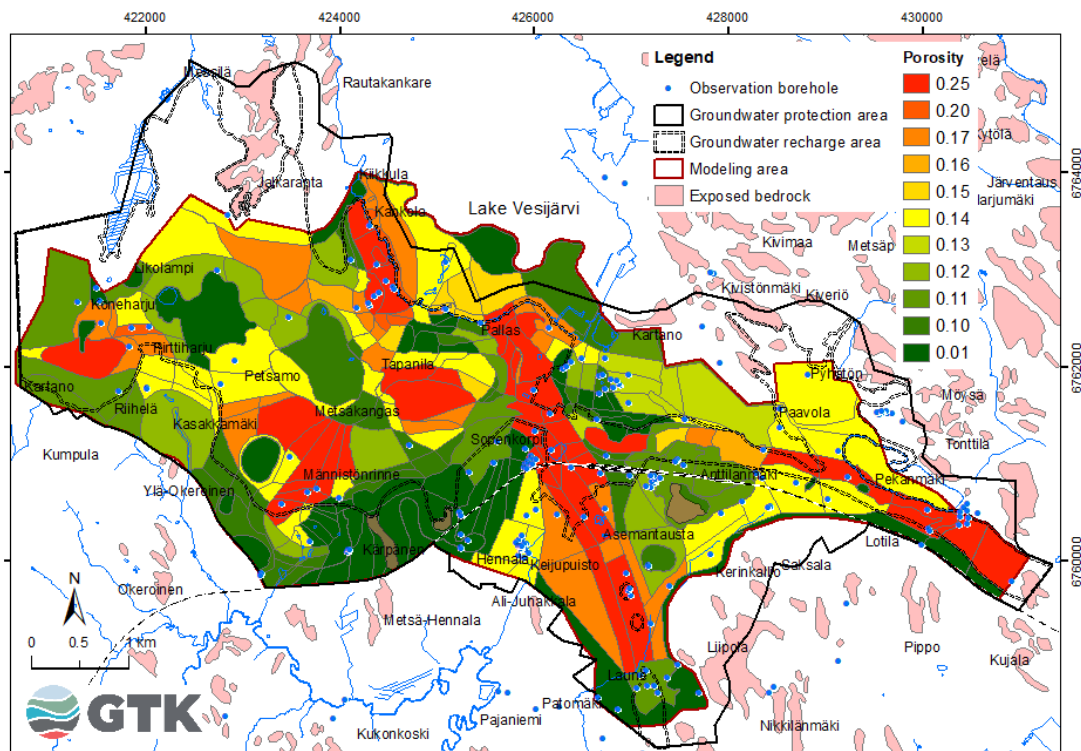 422000
424000
426000
428000
430000
Messilä
Rautakankare
Jalkaranta
Kiikkula
Kankola
Lake Vesijärvi
Legend
Observation borehole
Groundwater protection area
Groundwater recharge area
Modeling area
Exposed bedrock
Porosity
0.25
0.20
0.17
0.16
0.15
0.14
0.13
0.12
0.11
0.10
0.01
Kytölä
Järventaus
6764000
Kivimaa
Likolampi
Kivistönmäki
Kiveriö
Koneharju
Pallas
Kartano
Pirttiharju
6762000
Tapanila
Petsamo
Pyhätön
Kartano
Riihelä
Metsäkangas
Paavola
Möysä
Kasakkamäki
Sopenkorpi
Tonttila
Kumpula
Männistönrinne
Anttilanmäki
Pekanmäki
Ylä-Okeroinen
Asemantausta
Lotila
Kärpänen
Hennala
Keijupuisto
Kerinkallio
Saksala
6760000
N
Okeroinen
Ali-Juhakkala
Metsä-Hennala
0 0.5 1 km
Liipola
Pippo
Kujala
Laune
GTK
Patomäki
Pajaniemi
Nikkilänmäki
Kukonkoski